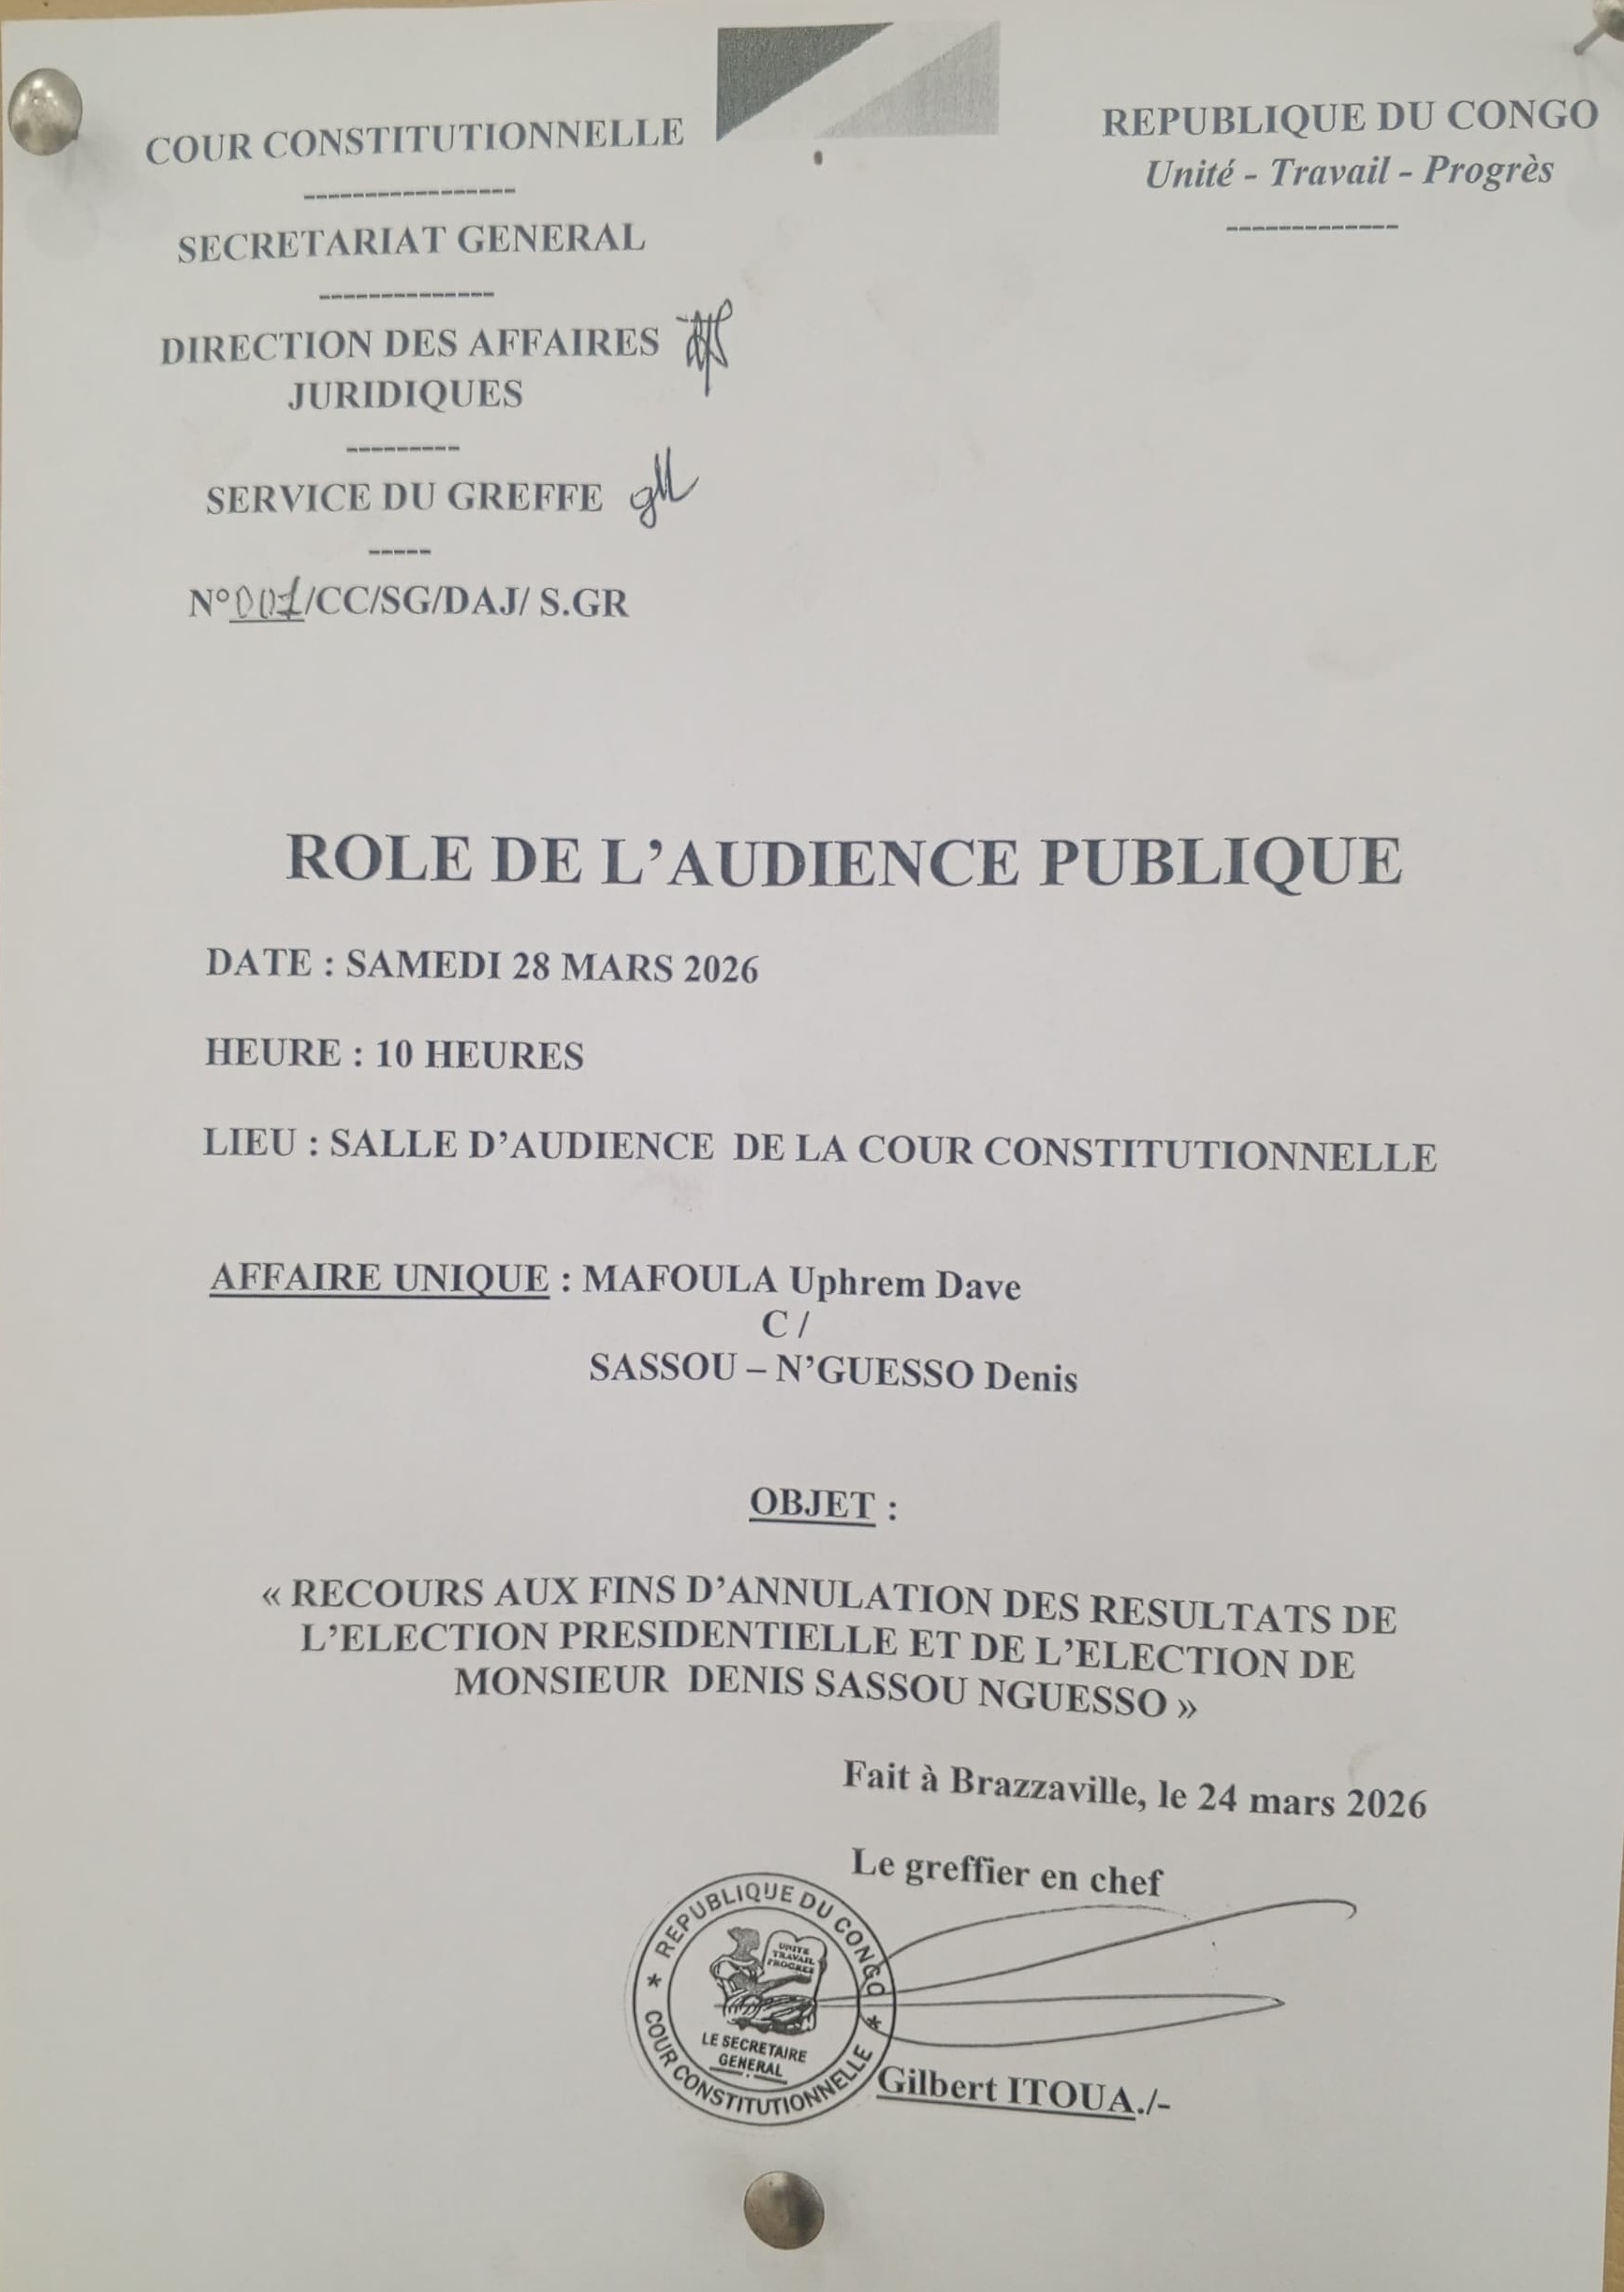 COUR CONSTITUTIONNELLE
REPUBLIQUE DU CONGO
Unité - Travail - Progrès
-------------
-----------------
SECRETARIAT GENERAL
--------------
DIRECTION DES AFFAIRES
JURIDIQUES
---------
SERVICE DU GREFFE
-----
N°001/CC/SG/DAJ/ S.GR
ROLE DE L’AUDIENCE PUBLIQUE
DATE : SAMEDI 28 MARS 2026
HEURE : 10 HEURES
LIEU : SALLE D’AUDIENCE DE LA COUR CONSTITUTIONNELLE
AFFAIRE UNIQUE : MAFOULA Uphrem Dave
C /
SASSOU – N’GUESSO Denis
OBJET :
« RECOURS AUX FINS D’ANNULATION DES RESULTATS DE
L’ELECTION PRESIDENTIELLE ET DE L’ELECTION DE
MONSIEUR DENIS SASSOU NGUESSO »
Fait à Brazzaville, le 24 mars 2026
Le greffier en chef
* REPUBLIQUE DU CONGO *
UNITE
TRAVAIL
PROGRES
LE SECRETAIRE
GENERAL
COUR CONSTITUTIONNELLE
Gilbert ITOUA./-